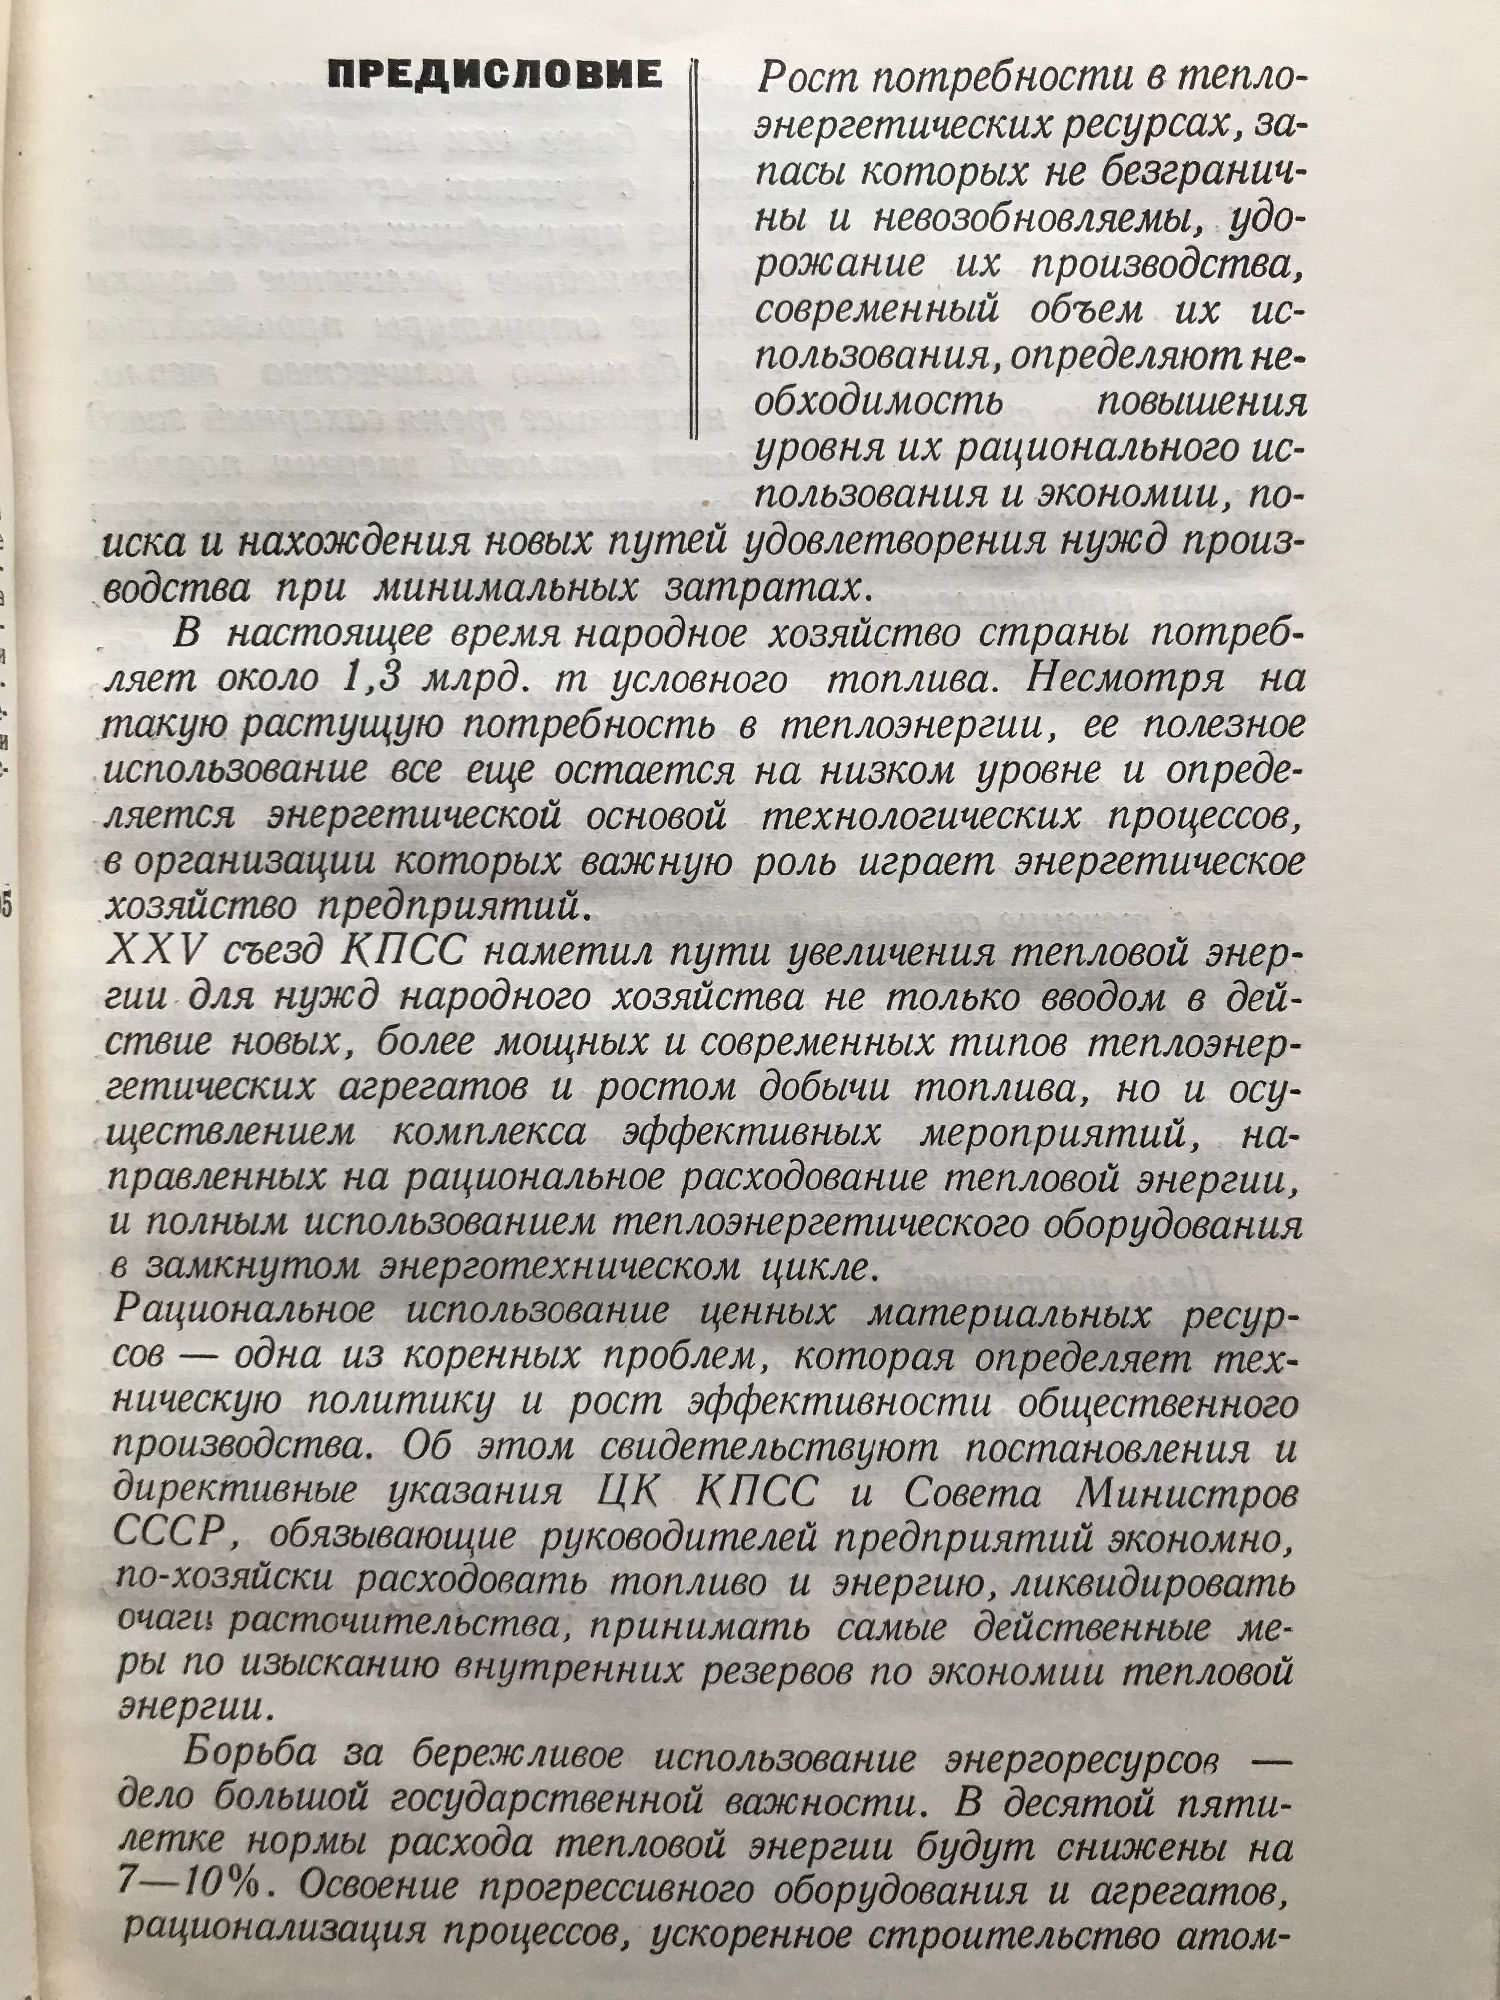 ПРЕДИСЛОВИЕ
Рост потребности в тепло-
энергетических ресурсах, за-
пасы которых не безгранич-
ны и невозобновляемы, удо-
рожание их производства,
современный объем их ис-
пользования, определяют не-
обходимость повышения
уровня их рационального ис-
пользования и экономии, по-
иска и нахождения новых путей удовлетворения нужд произ-
водства при минимальных затратах.
В настоящее время народное хозяйство страны потреб-
ляет около 1,3 млрд. т условного топлива. Несмотря на
такую растущую потребность в теплоэнергии, ее полезное
использование все еще остается на низком уровне и опреде-
ляется энергетической основой технологических процессов,
в организации которых важную роль играет энергетическое
хозяйство предприятий.
XXV съезд КПСС наметил пути увеличения тепловой энер-
гии для нужд народного хозяйства не только вводом в дей-
ствие новых, более мощных и современных типов теплоэнер-
гетических агрегатов и ростом добычи топлива, но и осу-
ществлением комплекса эффективных мероприятий, на-
правленных на рациональное расходование тепловой энергии,
и полным использованием теплоэнергетического оборудования
в замкнутом энерготехническом цикле.
Рациональное использование ценных материальных ресур-
сов — одна из коренных проблем, которая определяет тех-
ническую политику и рост эффективности общественного
производства. Об этом свидетельствуют постановления и
директивные указания ЦК КПСС и Совета Министров
СССР, обязывающие руководителей предприятий экономно,
по-хозяйски расходовать топливо и энергию, ликвидировать
очаги расточительства, принимать самые действенные ме-
ры по изысканию внутренних резервов по экономии тепловой
энергии.
Борьба за бережливое использование энергоресурсов —
дело большой государственной важности. В десятой пяти-
летке нормы расхода тепловой энергии будут снижены на
7—10%. Освоение прогрессивного оборудования и агрегатов,
рационализация процессов, ускоренное строительство атом-